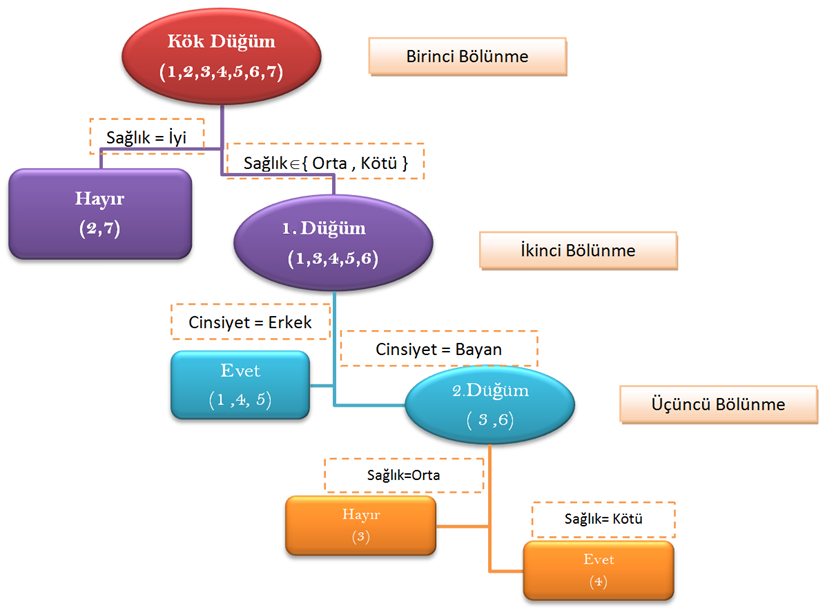 Kök Düğüm
(1,2,3,4,5,6,7)
Birinci Bölünme
Sağlık = İyi
Sağlık∈{ Orta , Kötü }
Hayır
(2,7)
1. Düğüm
(1,3,4,5,6)
İkinci Bölünme
Cinsiyet = Erkek
Cinsiyet = Bayan
Evet
(1 ,4, 5)
2.Düğüm
( 3 ,6)
Üçüncü Bölünme
Sağlık=Orta
Hayır
(3)
Sağlık= Kötü
Evet
(4)